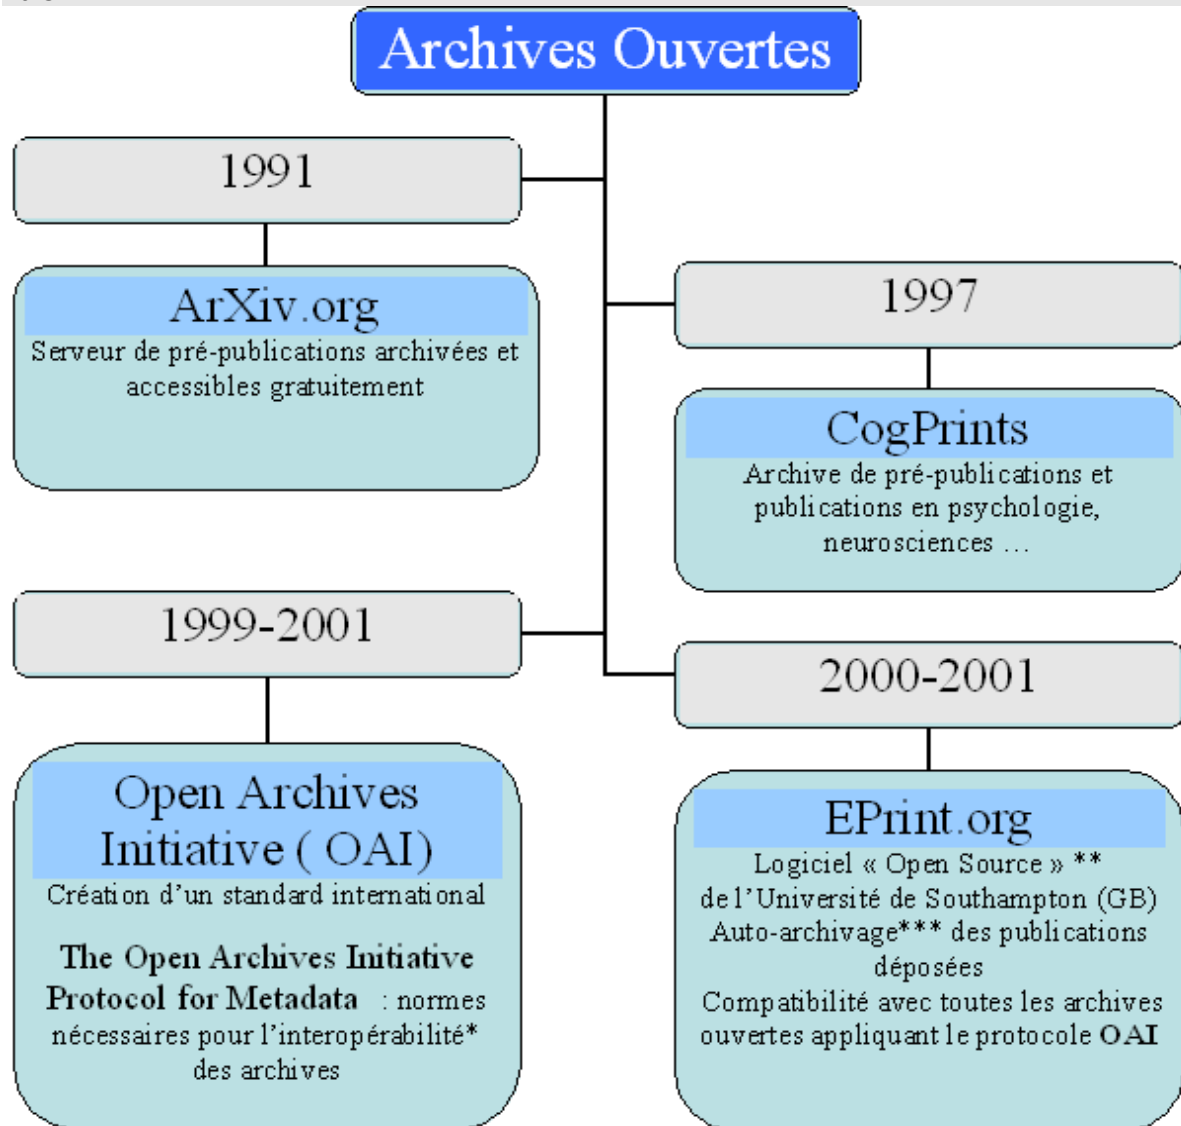 Archives Ouvertes
1991
ArXiv.org
Serveur de pré-publications archivées et
accessibles gratuitement
1997
CogPrints
Archive de pré-publications et
publications en psychologie,
neurosciences ...
1999-2001
Open Archives
Initiative ( OAI)
Création d'un standard international
The Open Archives Initiative
Protocol for Metadata : normes
nécessaires pour l'interopérabilité*
des archives
2000-2001
EPrint.org
Logiciel « Open Source » **
de l'Université de Southampton (GB)
Auto-archivage*** des publications
déposées
Compatibilité avec toutes les archives
ouvertes appliquant le protocole OAI